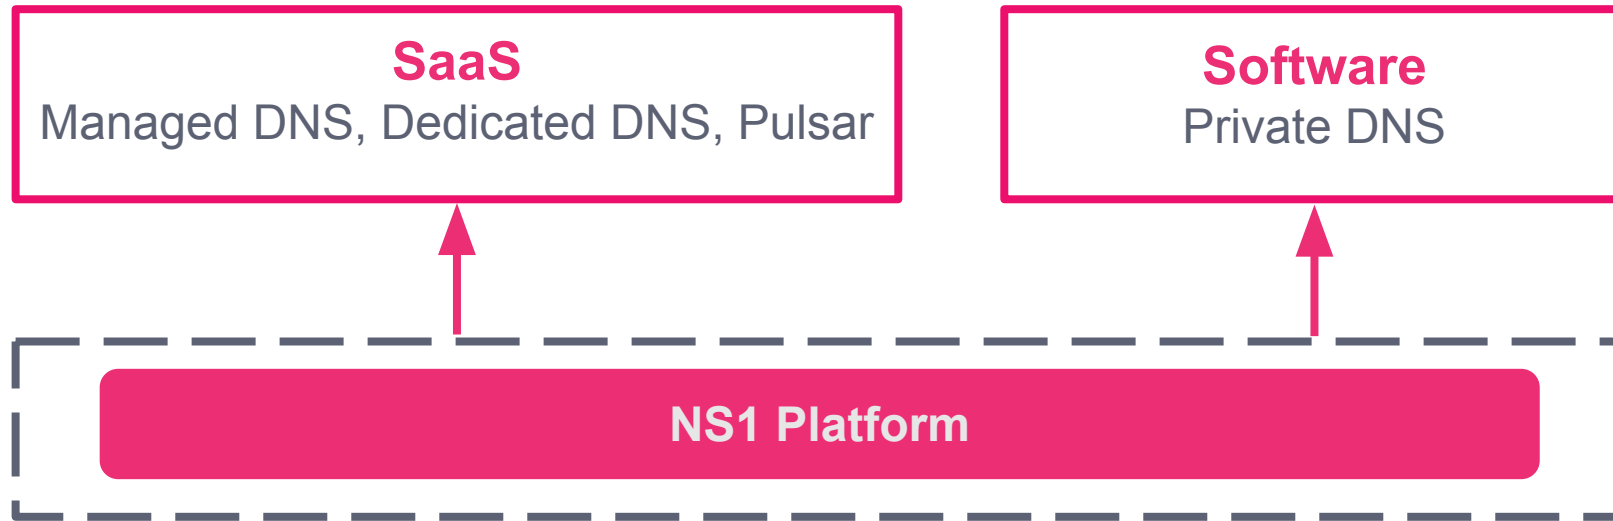 SaaS
Managed DNS, Dedicated DNS, Pulsar
Software
Private DNS
NS1 Platform